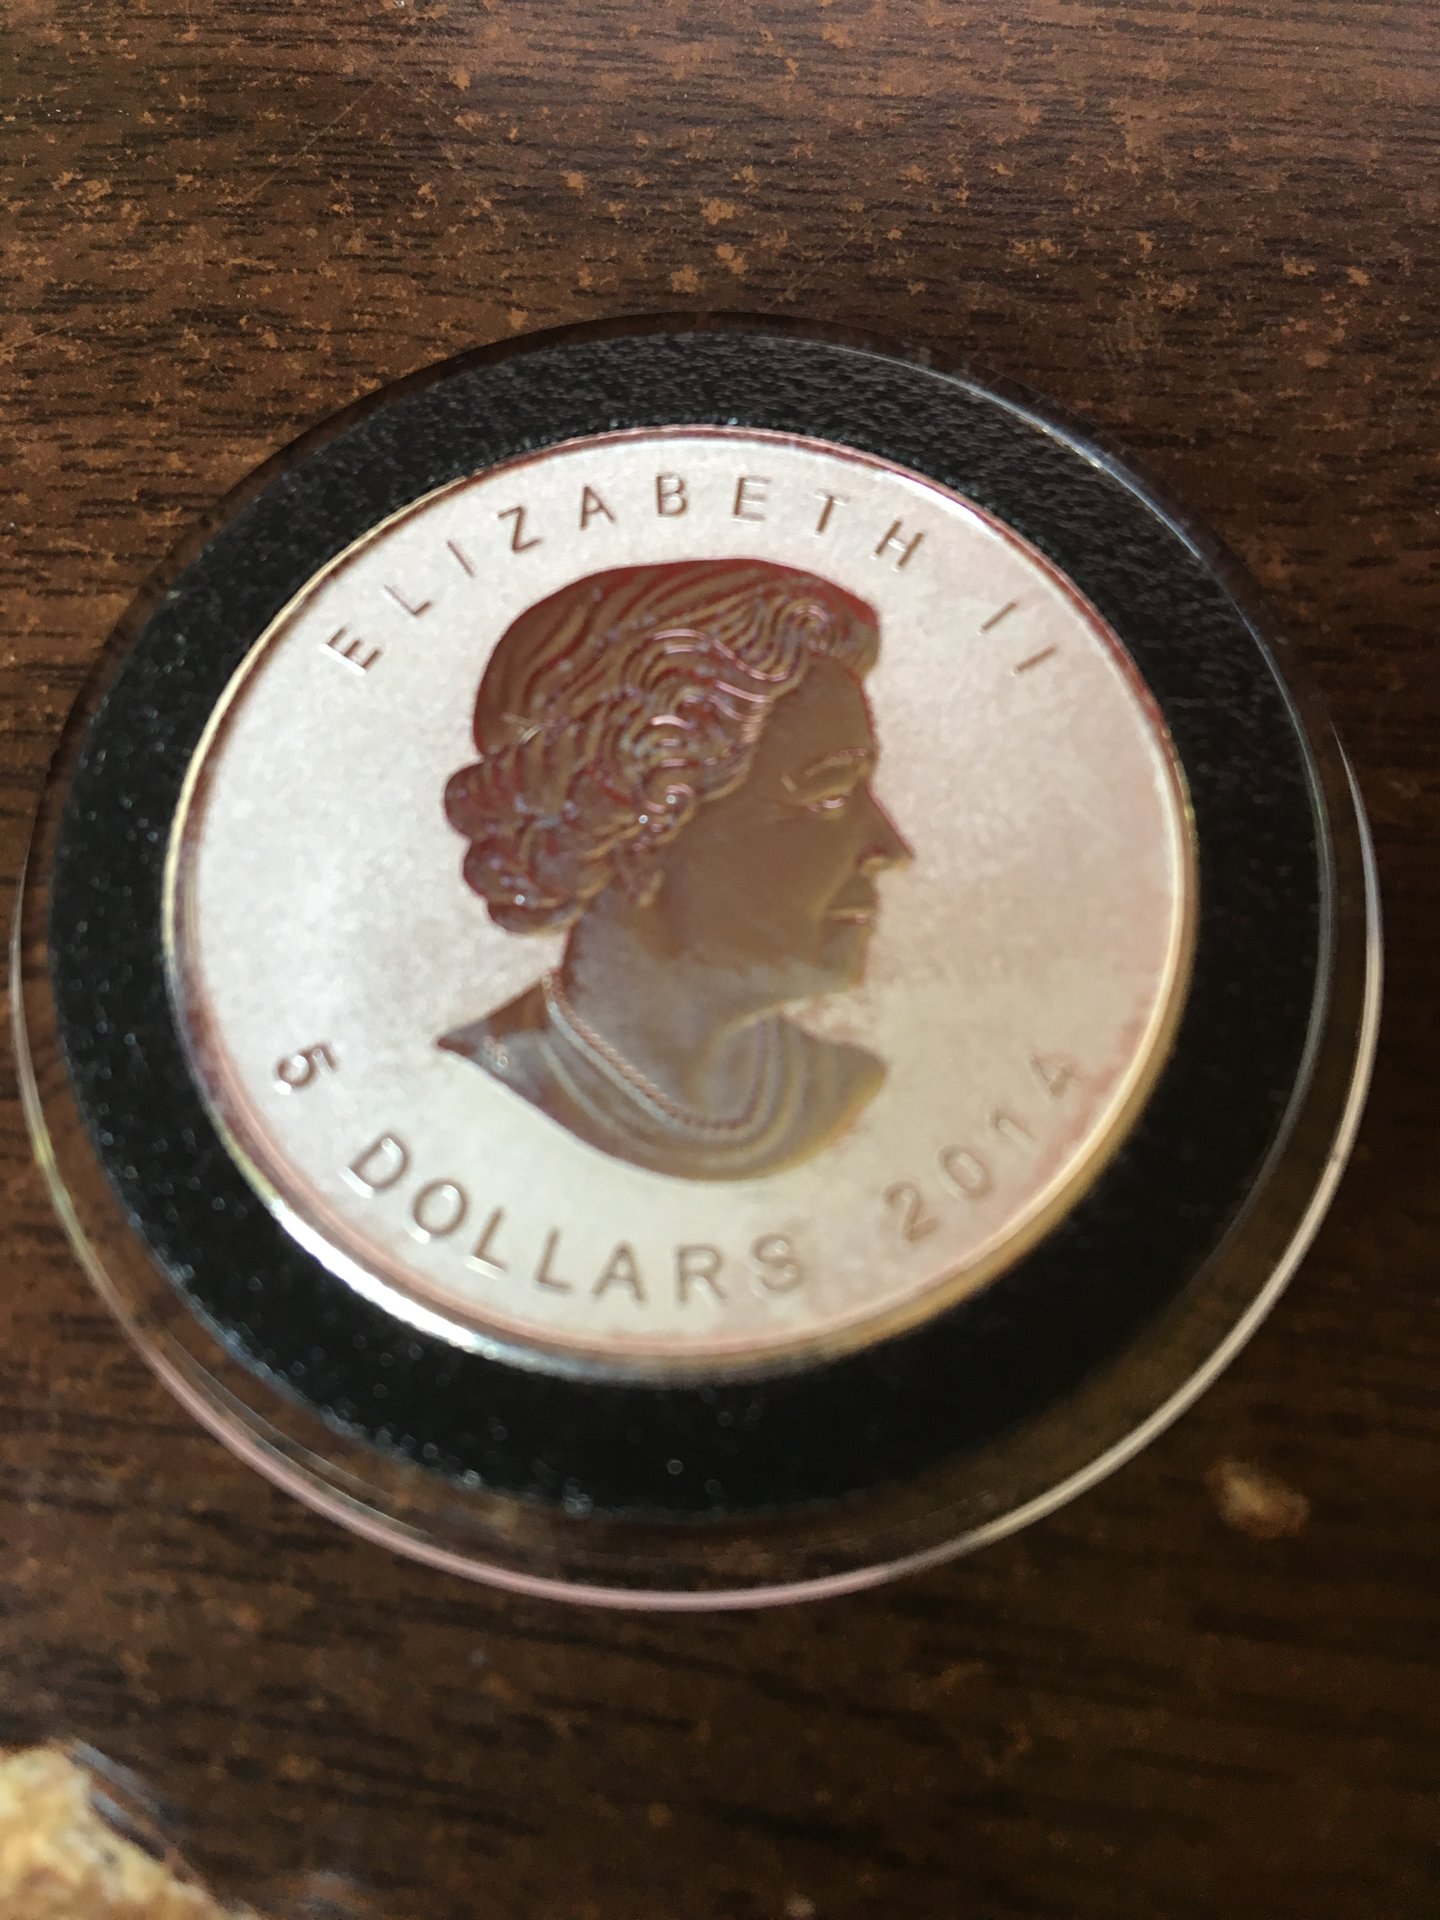 ELIZABETH II
5 DOLLARS 2014